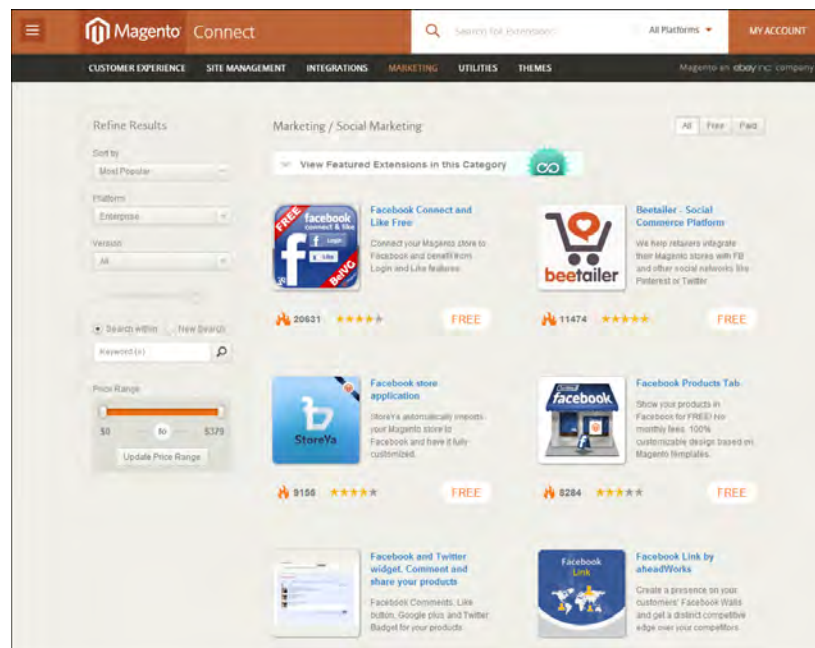 Magento Connect
Search for Extensions
All Platforms
MY ACCOUNT
CUSTOMER EXPERIENCE
SITE MANAGEMENT
INTEGRATIONS
MARKETING
UTILITIES
THEMES
Magento an ebay inc company
Refine Results
Sort by
Most Popular
Platform
Enterprise
Version
All
Search within
New Search
Keyword(s)
Price Range
$0
to
$379
Update Price Range
Marketing / Social Marketing
All
Free
Paid
View Featured Extensions in this Category
FREE
facebook
connect & like
f Login
Like
BelVG
Facebook Connect and
Like Free
Connect your Magento store to
Facebook and benefit from
Login and Like features
20631
FREE
beetailer
Beetailer - Social
Commerce Platform
We help retailers integrate
their Magento stores with FB
and other social networks like
Pinterest or Twitter
11474
FREE
StoreYa
Facebook store
application
StoreYa automatically imports
your Magento store to
Facebook and have it fully
customized.
9156
FREE
facebook
Facebook Products Tab
Show your products in
Facebook for FREE! No
monthly fees. 100%
customizable design based on
Magento templates.
8284
FREE
Facebook and Twitter
widget. Comment and
share your products
Facebook Comments, Like
button, Google plus and Twitter
Badget for your products
Facebook
Link
Facebook Link by
aheadWorks
Create a presence on your
customers' Facebook Walls
and get a distinct competitive
edge over your competitors.